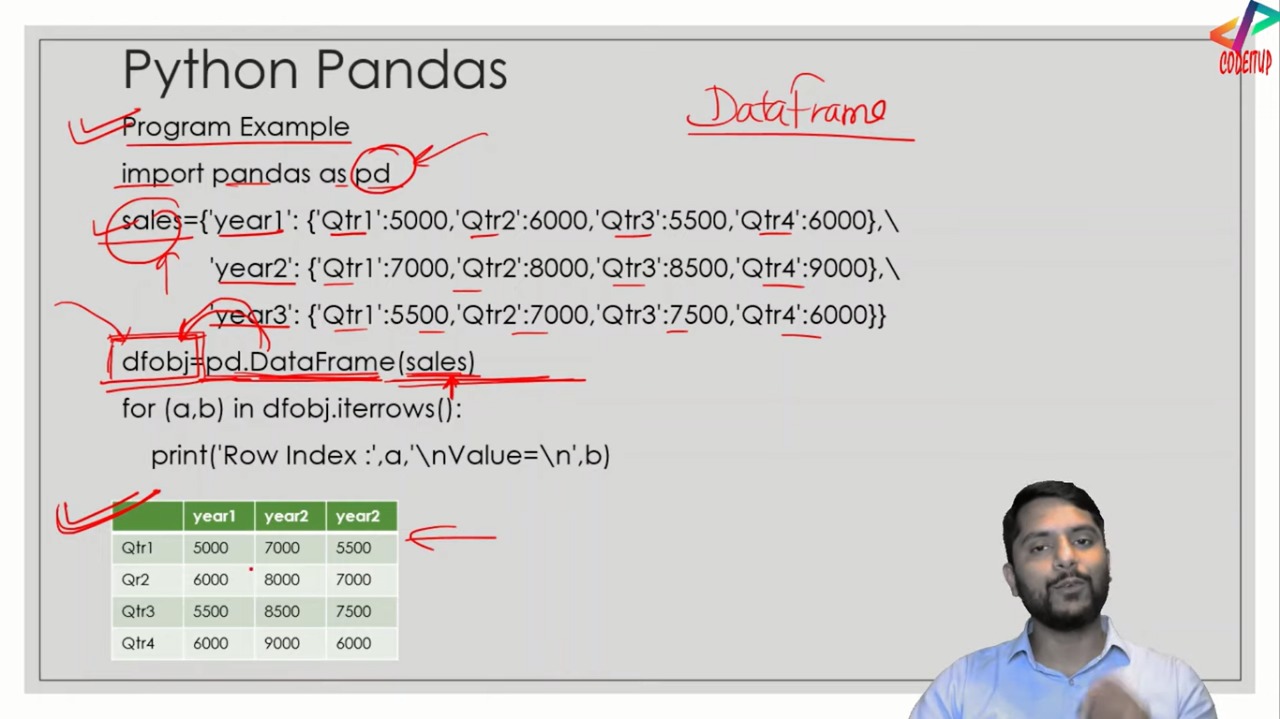 CODEITUP
Python Pandas
DataFrame
Program Example
import pandas as pd
sales={'year1': {'Qtr1':5000,'Qtr2':6000,'Qtr3':5500,'Qtr4':6000},\
'year2': {'Qtr1':7000,'Qtr2':8000,'Qtr3':8500,'Qtr4':9000},\
'year3': {'Qtr1':5500,'Qtr2':7000,'Qtr3':7500,'Qtr4':6000}}
dfobj=pd.DataFrame(sales)
for (a,b) in dfobj.iterrows():
print('Row Index :',a,'\nValue=\n',b)
year1 year2 year2
Qtr1 5000 7000 5500
Qr2 6000 8000 7000
Qtr3 5500 8500 7500
Qtr4 6000 9000 6000